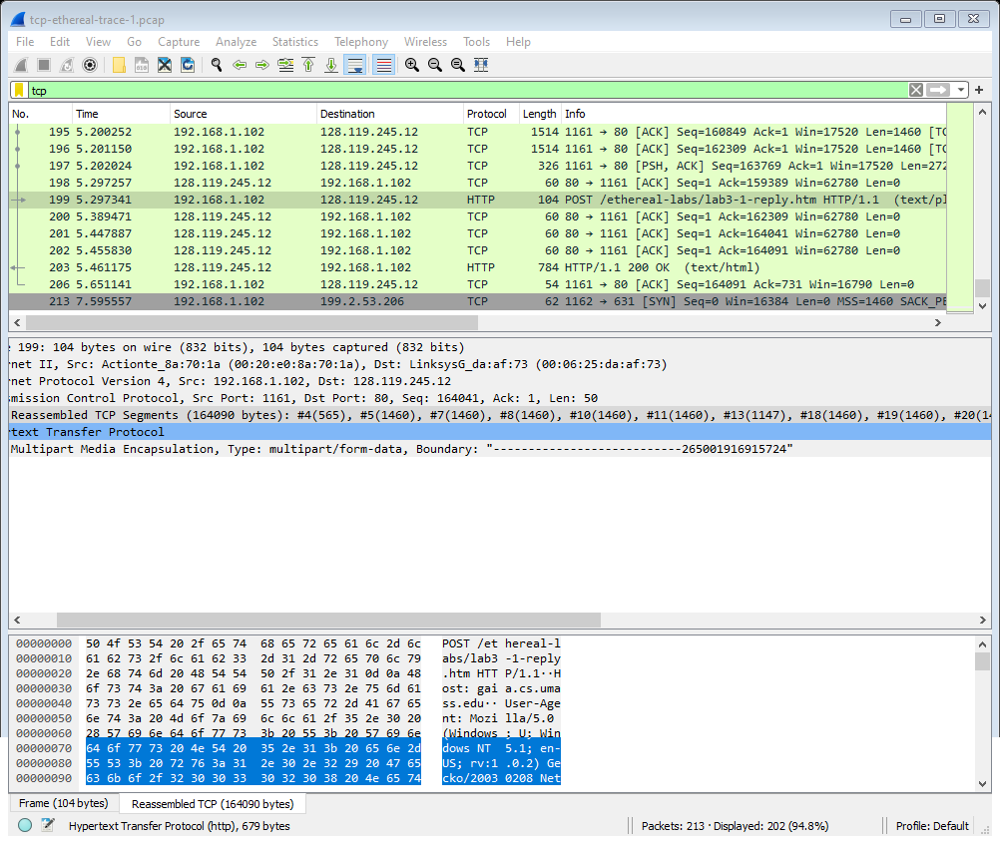 tcp-ethereal-trace-1.pcap
File Edit View Go Capture Analyze Statistics Telephony Wireless Tools Help
tcp
No. Time Source Destination Protocol Length Info
195 5.200252 192.168.1.102 128.119.245.12 TCP 1514 1161 → 80 [ACK] Seq=160849 Ack=1 Win=17520 Len=1460 [TC
196 5.201150 192.168.1.102 128.119.245.12 TCP 1514 1161 → 80 [ACK] Seq=162309 Ack=1 Win=17520 Len=1460 [TC
197 5.202024 192.168.1.102 128.119.245.12 TCP 326 1161 → 80 [PSH, ACK] Seq=163769 Ack=1 Win=17520 Len=272
198 5.297257 128.119.245.12 192.168.1.102 TCP 60 80 → 1161 [ACK] Seq=1 Ack=159389 Win=62780 Len=0
199 5.297341 192.168.1.102 128.119.245.12 HTTP 104 POST /ethereal-labs/lab3-1-reply.htm HTTP/1.1 (text/pl
200 5.389471 128.119.245.12 192.168.1.102 TCP 60 80 → 1161 [ACK] Seq=1 Ack=162309 Win=62780 Len=0
201 5.447887 128.119.245.12 192.168.1.102 TCP 60 80 → 1161 [ACK] Seq=1 Ack=164041 Win=62780 Len=0
202 5.455830 128.119.245.12 192.168.1.102 TCP 60 80 → 1161 [ACK] Seq=1 Ack=164091 Win=62780 Len=0
203 5.461175 128.119.245.12 192.168.1.102 HTTP 784 HTTP/1.1 200 OK (text/html)
206 5.651141 192.168.1.102 128.119.245.12 TCP 54 1161 → 80 [ACK] Seq=164091 Ack=731 Win=16790 Len=0
213 7.595557 192.168.1.102 199.2.53.206 TCP 62 1162 → 631 [SYN] Seq=0 Win=16384 Len=0 MSS=1460 SACK_PE
e 199: 104 bytes on wire (832 bits), 104 bytes captured (832 bits)
rnet II, Src: Actionte_8a:70:1a (00:20:e0:8a:70:1a), Dst: LinksysG_da:af:73 (00:06:25:da:af:73)
rnet Protocol Version 4, Src: 192.168.1.102, Dst: 128.119.245.12
smission Control Protocol, Src Port: 1161, Dst Port: 80, Seq: 164041, Ack: 1, Len: 50
Reassembled TCP Segments (164090 bytes): #4(565), #5(1460), #7(1460), #8(1460), #10(1460), #11(1460), #13(1147), #18(1460), #19(1460), #20(14
rtext Transfer Protocol
Multipart Media Encapsulation, Type: multipart/form-data, Boundary: "---------------------------265001916915724"
00000000 50 4f 53 54 20 2f 65 74 68 65 72 65 61 6c 2d 6c POST /et hereal-l
00000010 61 62 73 2f 6c 61 62 33 2d 31 2d 72 65 70 6c 79 abs/lab3 -1-reply
00000020 2e 68 74 6d 20 48 54 54 50 2f 31 2e 31 0d 0a 48 .htm HTT P/1.1··H
00000030 6f 73 74 3a 20 67 61 69 61 2e 63 73 2e 75 6d 61 ost: gai a.cs.uma
00000040 73 73 2e 65 64 75 0d 0a 55 73 65 72 2d 41 67 65 ss.edu·· User-Age
00000050 6e 74 3a 20 4d 6f 7a 69 6c 6c 61 2f 35 2e 30 20 nt: Mozi lla/5.0
00000060 28 57 69 6e 64 6f 77 73 3b 20 55 3b 20 57 69 6e (Windows ; U; Win
00000070 64 6f 77 73 20 4e 54 20 35 2e 31 3b 20 65 6e 2d dows NT 5.1; en-
00000080 55 53 3b 20 72 76 3a 31 2e 30 2e 32 29 20 47 65 US; rv:1 .0.2) Ge
00000090 63 6b 6f 2f 32 30 30 33 30 32 30 38 20 4e 65 74 cko/2003 0208 Net
Frame (104 bytes) Reassembled TCP (164090 bytes)
Hypertext Transfer Protocol (http), 679 bytes Packets: 213 · Displayed: 202 (94.8%) Profile: Default